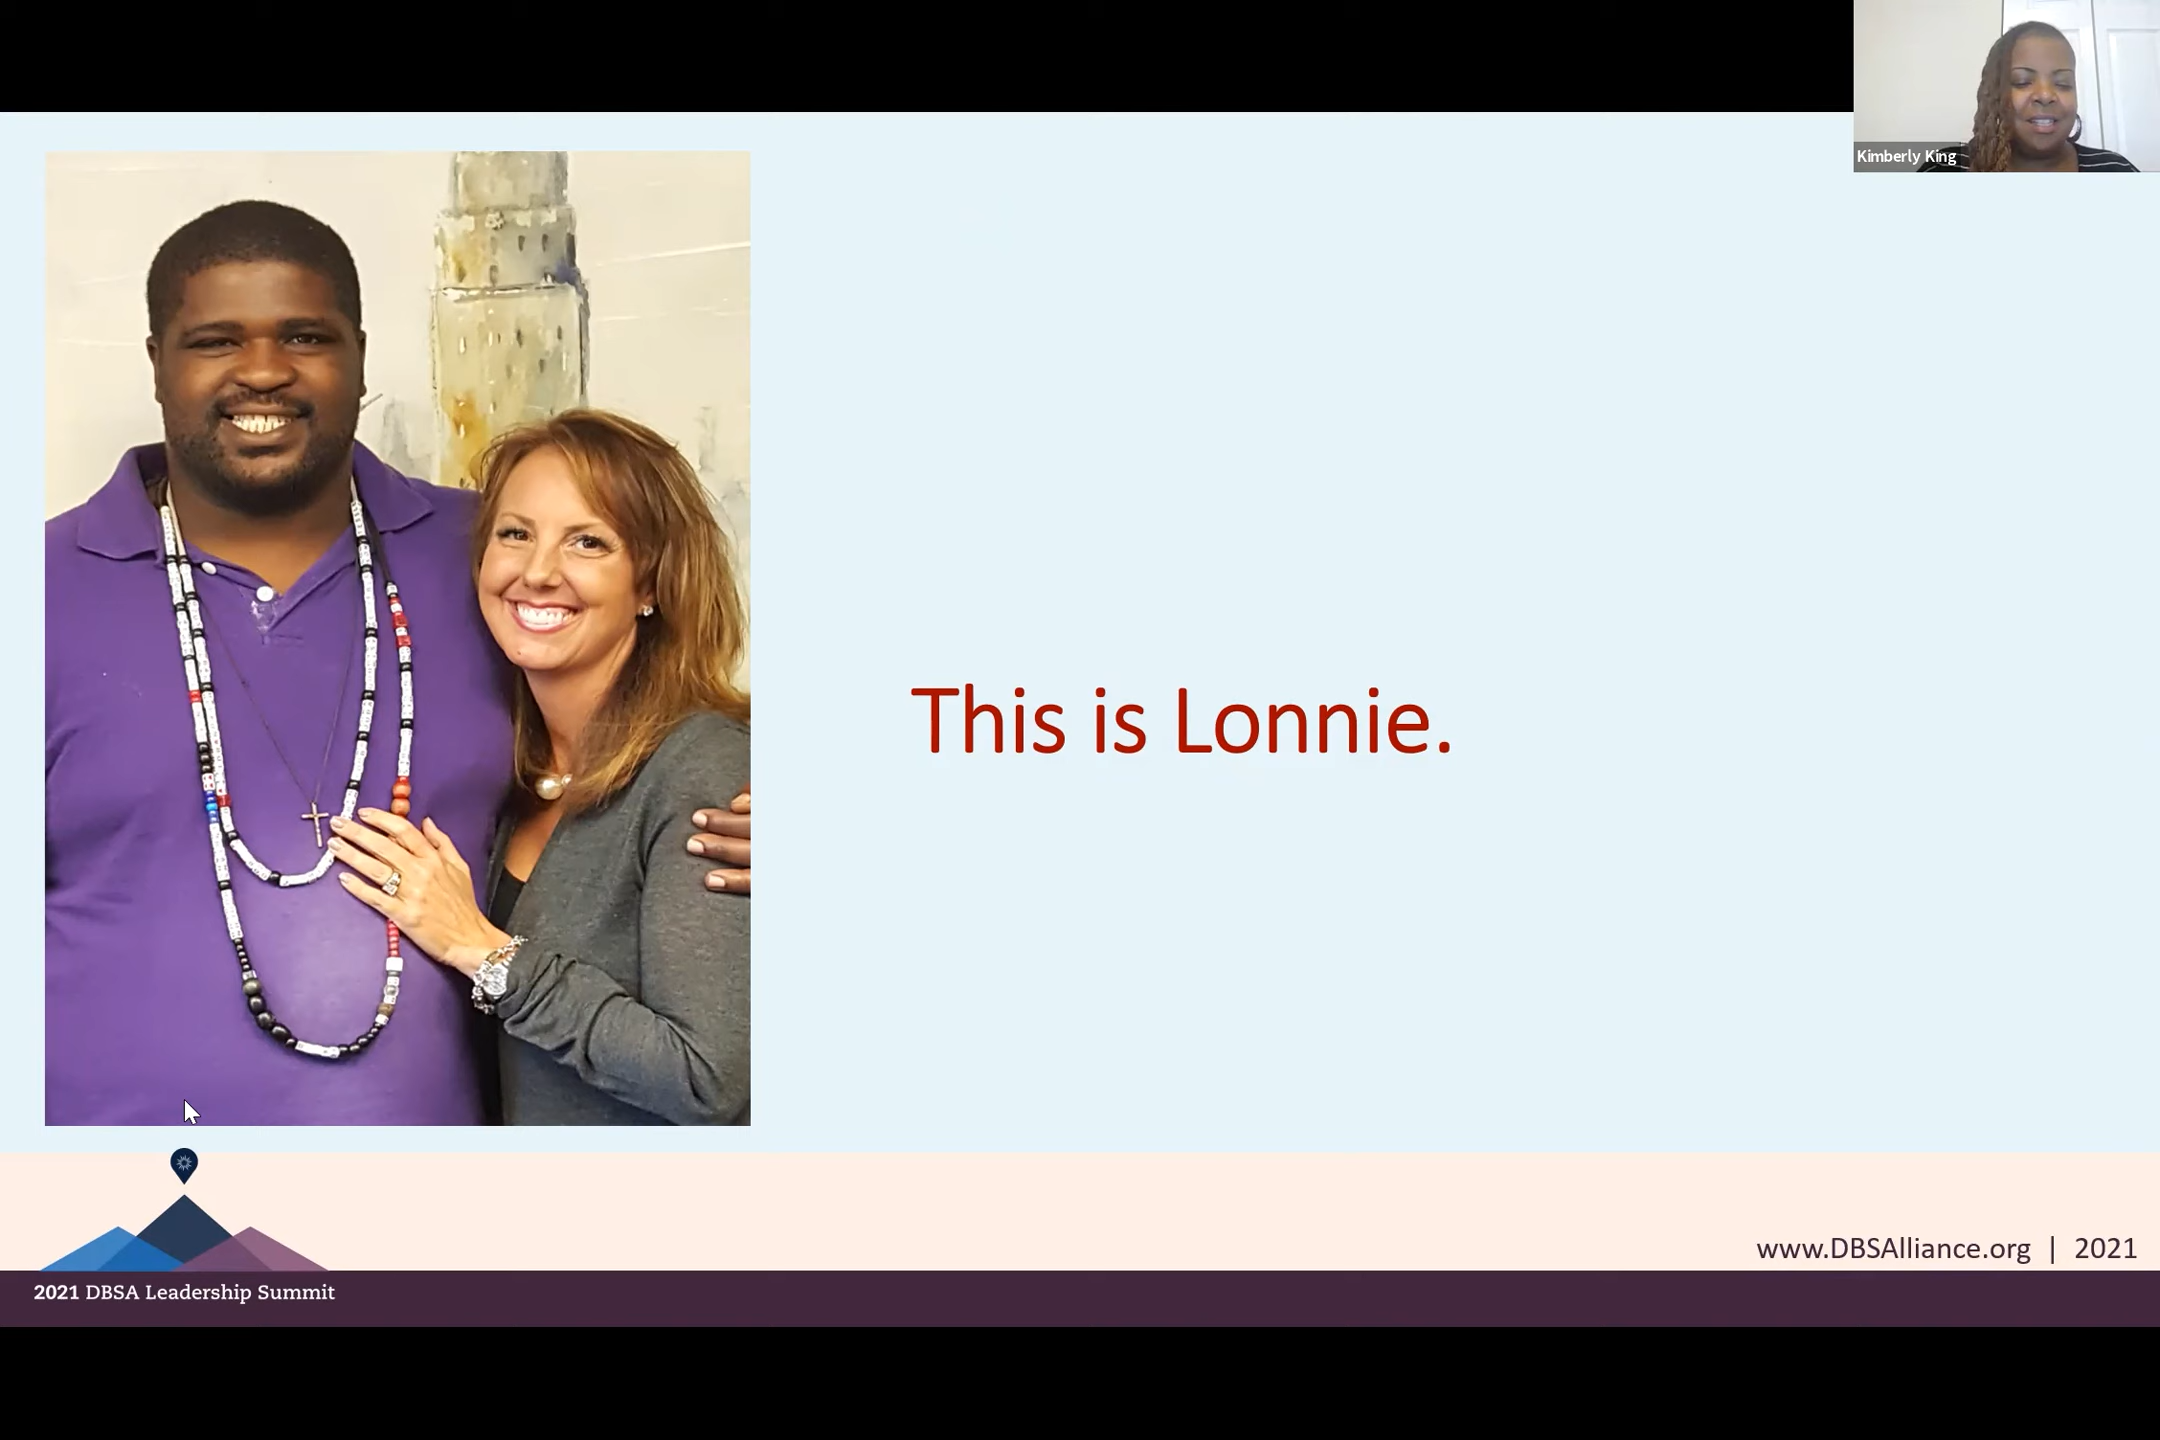 Kimberly King
This is Lonnie.
www.DBSAlliance.org | 2021
2021 DBSA Leadership Summit